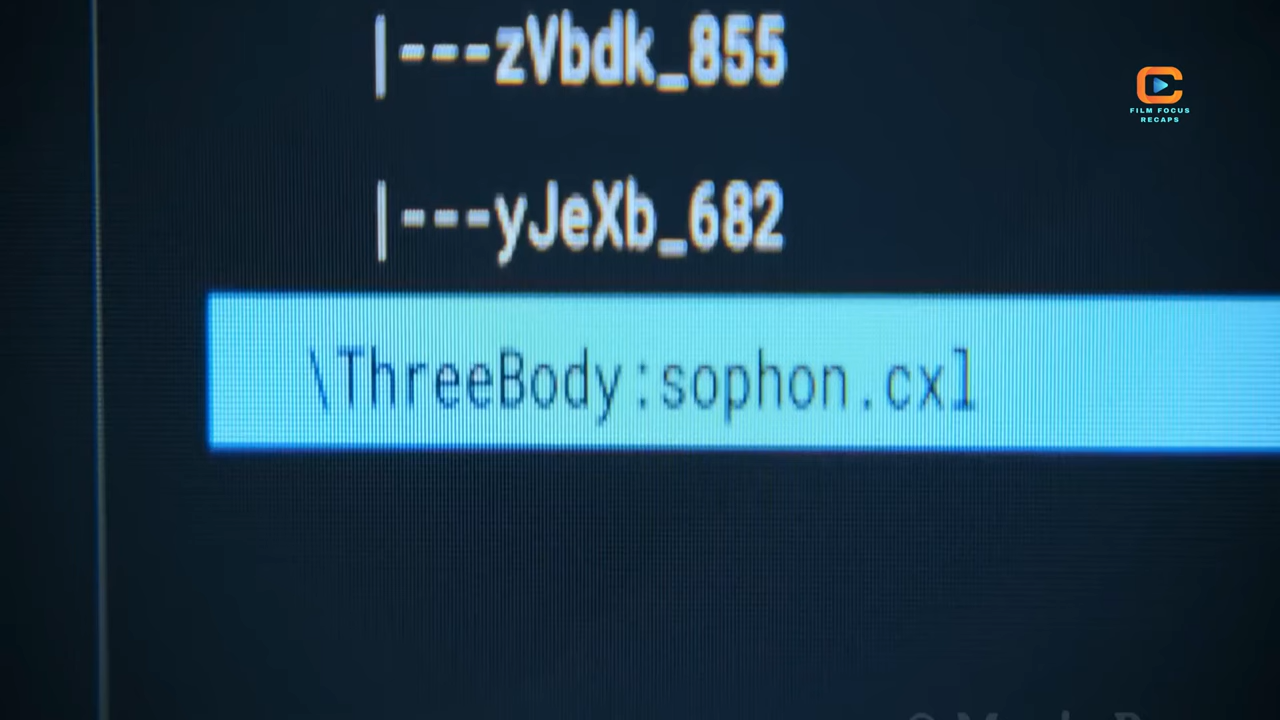 |---zVbdk_855
FILM FOCUS
RECAPS
|---yJeXb_682
\ThreeBody:sophon.cxl